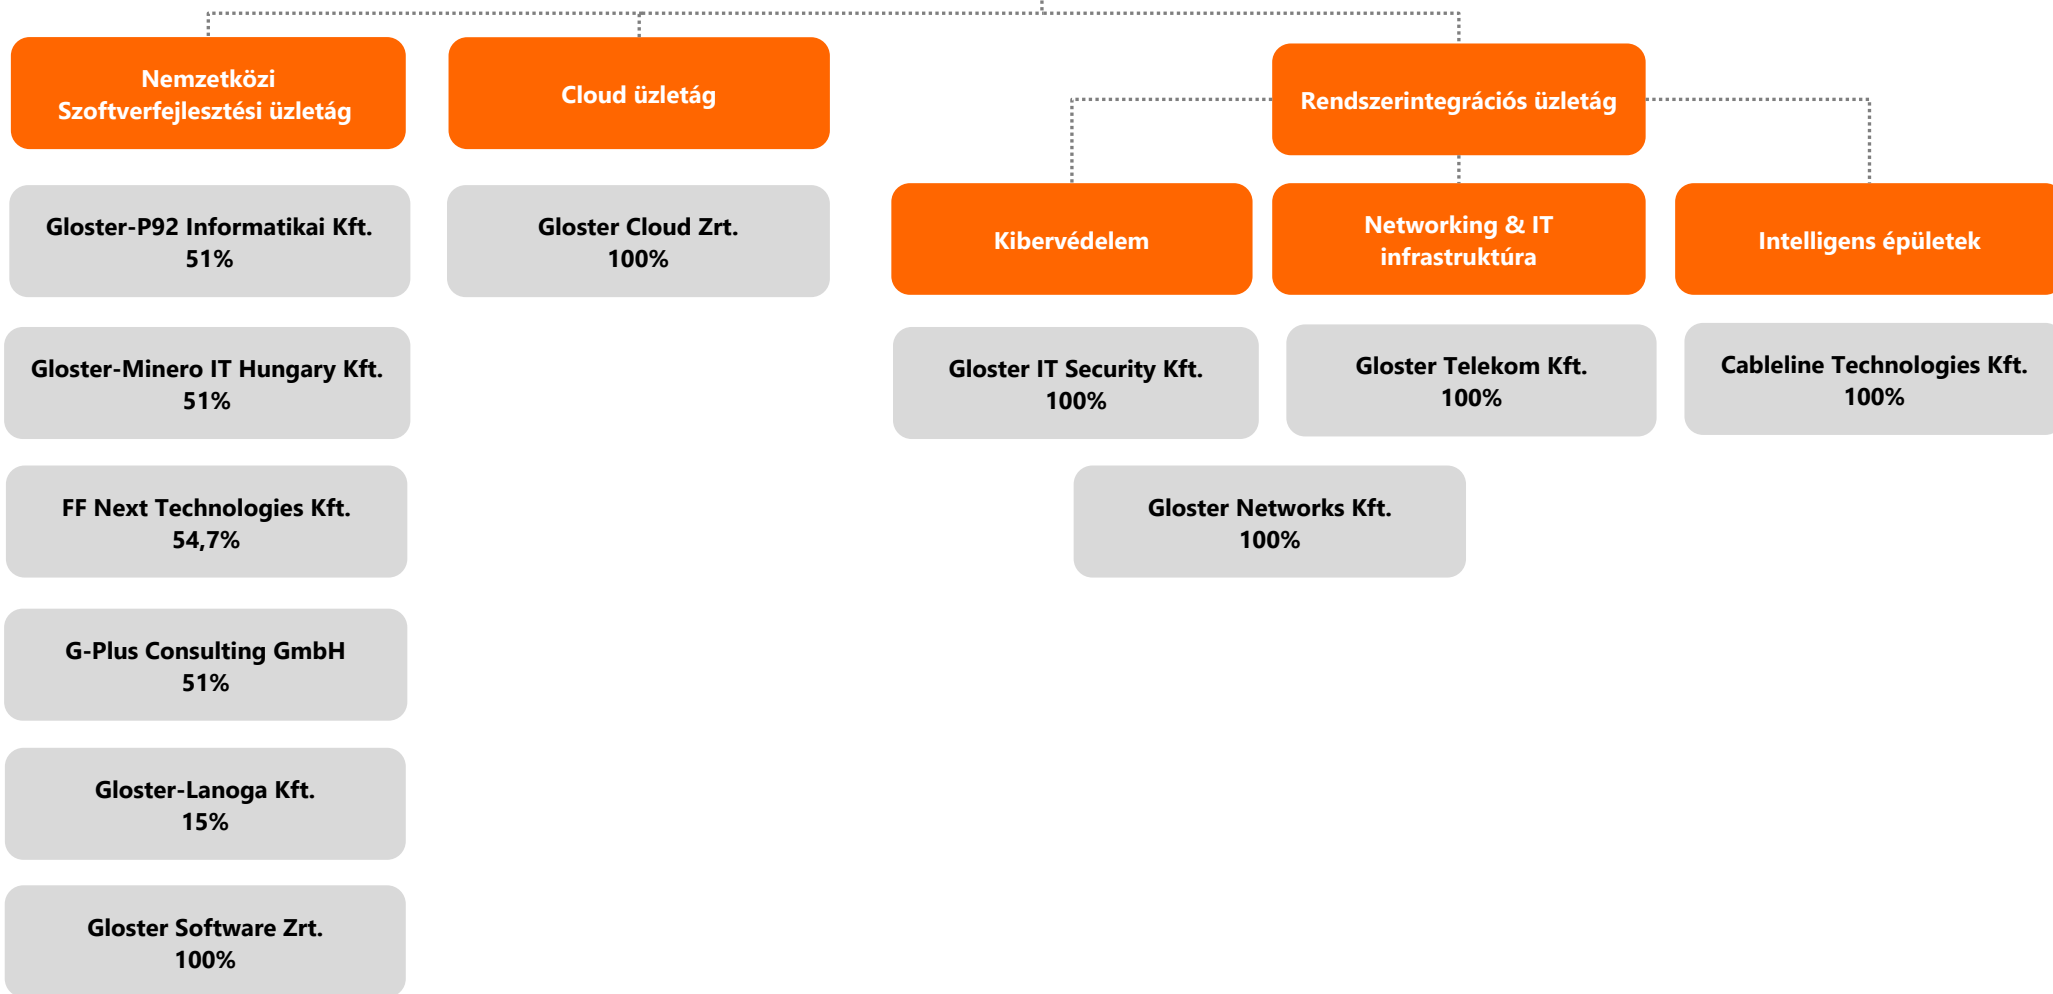 Nemzetközi
Szoftverfejlesztési üzletág
Cloud üzletág
Rendszerintegrációs üzletág
Gloster-P92 Informatikai Kft.
51%
Gloster Cloud Zrt.
100%
Kibervédelem
Networking & IT
infrastruktúra
Intelligens épületek
Gloster-Minero IT Hungary Kft.
51%
Gloster IT Security Kft.
100%
Gloster Telekom Kft.
100%
Cableline Technologies Kft.
100%
FF Next Technologies Kft.
54,7%
Gloster Networks Kft.
100%
G-Plus Consulting GmbH
51%
Gloster-Lanoga Kft.
15%
Gloster Software Zrt.
100%